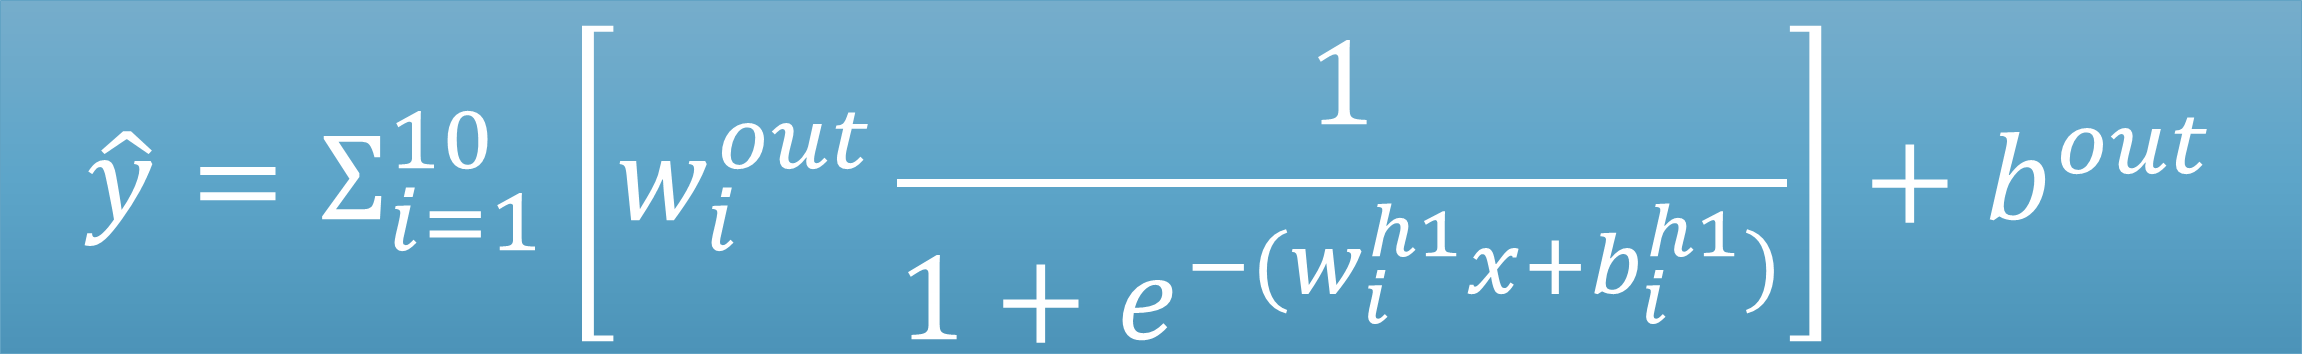 ŷ = Σ_{i=1}^{10} [ w_i^{out} \frac{1}{1 + e^{-(w_i^{h1}x+b_i^{h1})}} ] + b^{out}